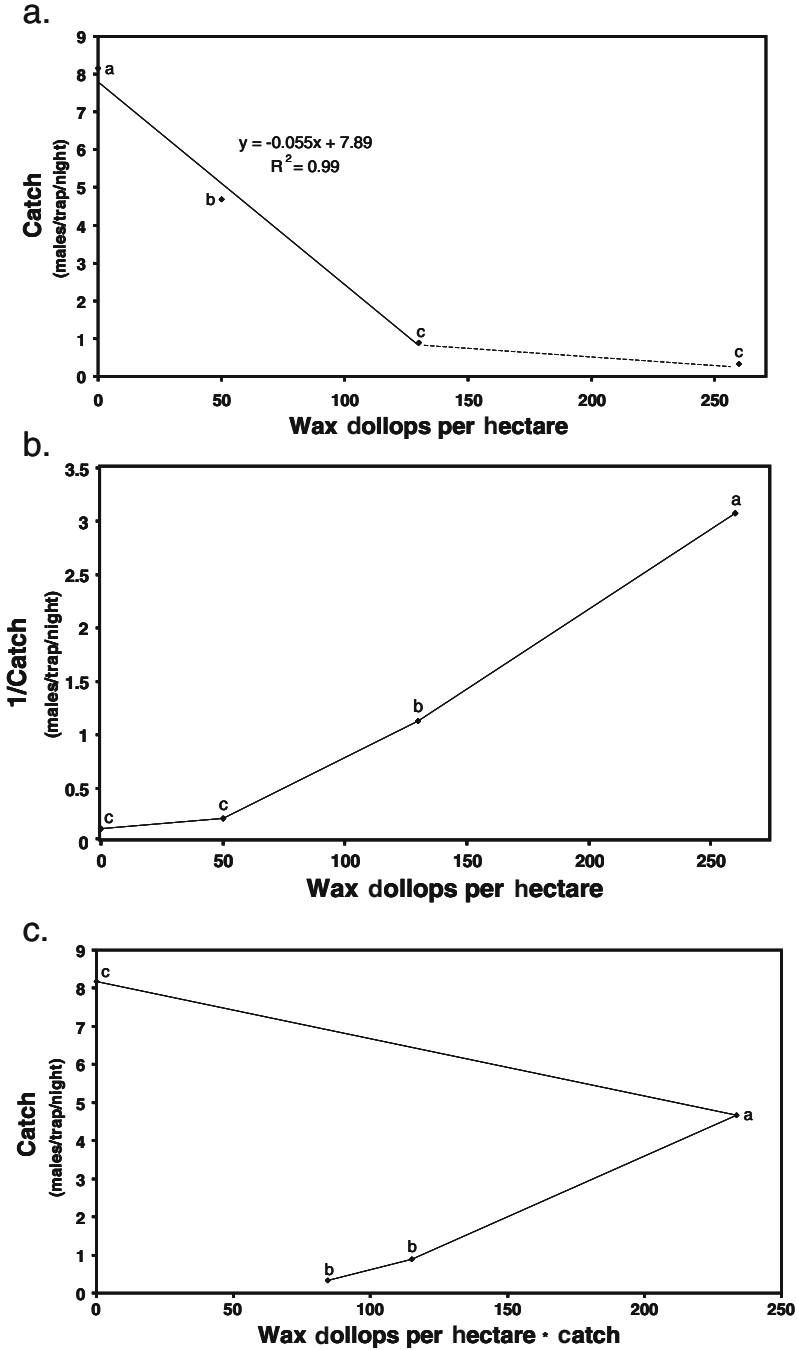 a.
9
8
7
6
5
4
3
2
1
0
a
y = -0.055x + 7.89
R2 = 0.99
b
c
c
0 50 100 150 200 250
Catch
(males/trap/night)
Wax dollops per hectare
b.
3.5
3
2.5
2
1.5
1
0.5
0
a
b
c
c
0 50 100 150 200 250
1/Catch
(males/trap/night)
Wax dollops per hectare
c.
9
8
7
6
5
4
3
2
1
0
c
a
b
b
0 50 100 150 200 250
Catch
(males/trap/night)
Wax dollops per hectare * catch